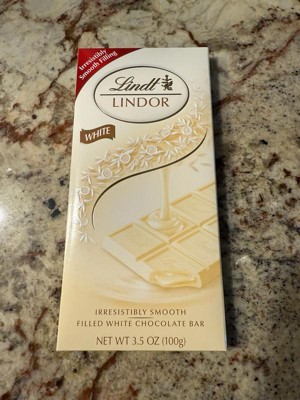 Irresistibly
Smooth Filling
Lindt
LINDOR
WHITE
IRRESISTIBLY SMOOTH
FILLED WHITE CHOCOLATE BAR
NET WT 3.5 OZ (100g)